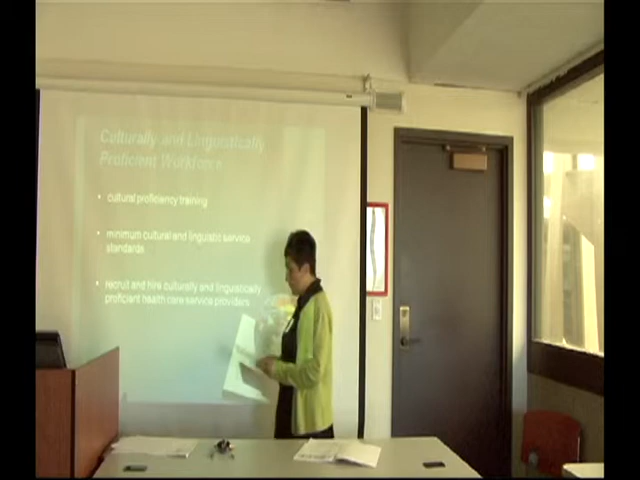 Culturally and Linguistically
Proficient Workforce
• cultural proficiency training
• minimum cultural and linguistic service
standards
• recruit and hire culturally and linguistically
proficient health care service providers